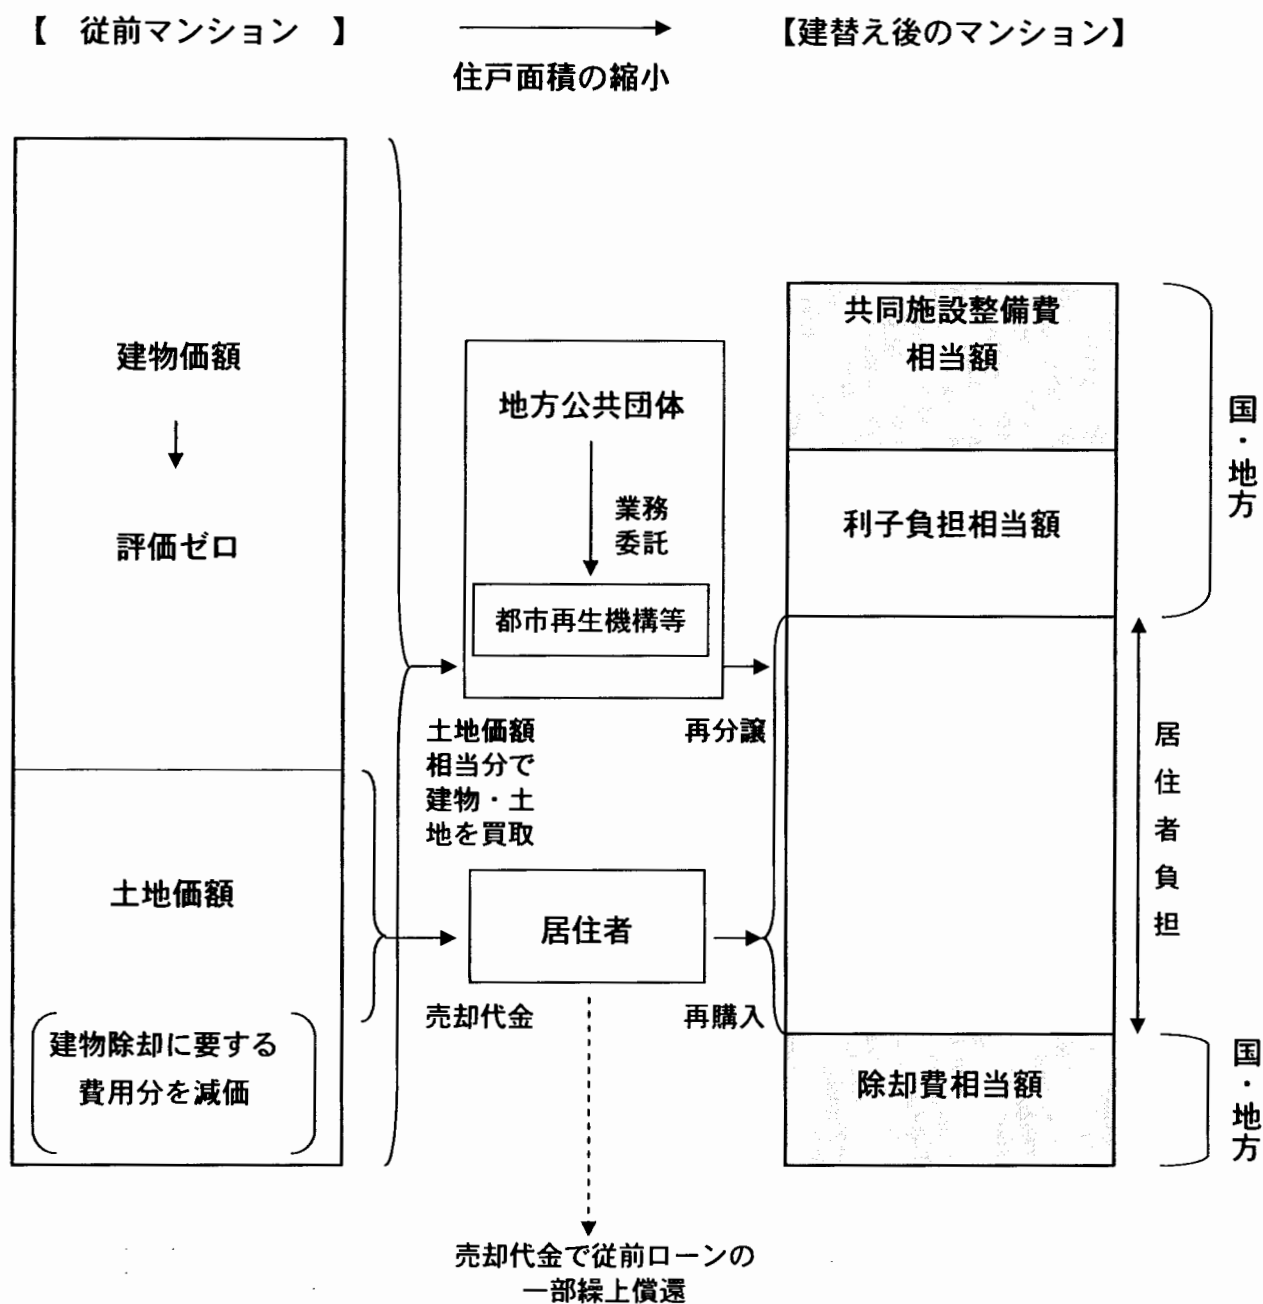 【　従前マンション　】
住戸面積の縮小
【建替え後のマンション】
建物価額
評価ゼロ
土地価額
建物除却に要する
費用分を減価
地方公共団体
業務
委託
都市再生機構等
土地価額
相当分で
建物・土
地を買取
再分譲
居住者
売却代金
再購入
売却代金で従前ローンの
一部繰上償還
共同施設整備費
相当額
利子負担相当額
除却費相当額
国・地方
居住者負担
国・地方